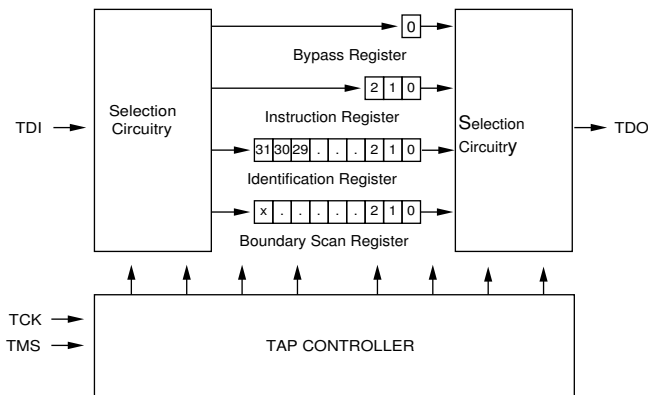 0
Bypass Register
2 1 0
Selection
Circuitry
Instruction Register
TDI
Selection
Circuitry
TDO
31 30 29 . . . 2 1 0
Identification Register
x . . . . . 2 1 0
Boundary Scan Register
TCK
TMS
TAP CONTROLLER